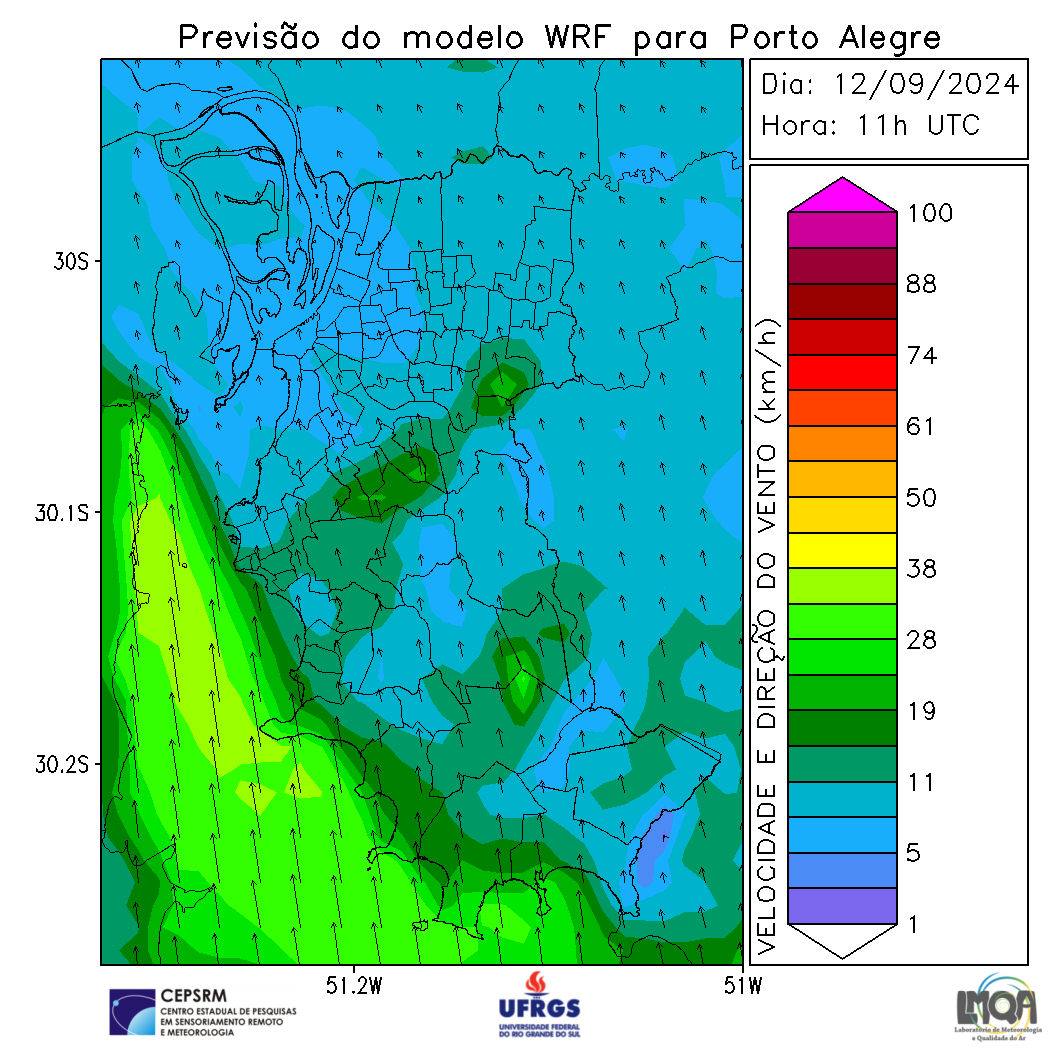 Previsão do modelo WRF para Porto Alegre
Dia: 12/09/2024
Hora: 11h UTC
30S
30.1S
30.2S
51.2W
51W
VELOCIDADE E DIREÇÃO DO VENTO (km/h)
100
88
74
61
50
38
28
19
11
5
1
CEPSRM
CENTRO ESTADUAL DE PESQUISAS
EM SENSORIAMENTO REMOTO
E METEOROLOGIA
UFRGS
UNIVERSIDADE FEDERAL
DO RIO GRANDE DO SUL
LMQA
Laboratório de Meteorologia
e Qualidade do Ar